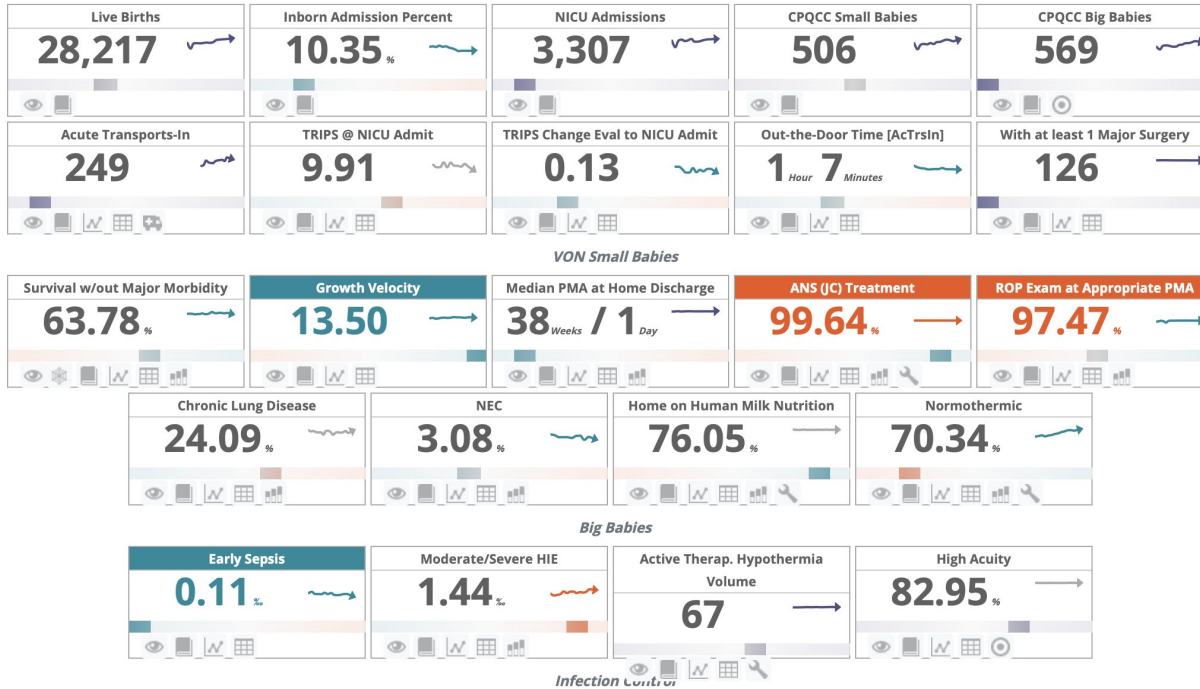 Live Births
28,217
Inborn Admission Percent
10.35 %
NICU Admissions
3,307
CPQCC Small Babies
506
CPQCC Big Babies
569
Acute Transports-In
249
TRIPS @ NICU Admit
9.91
TRIPS Change Eval to NICU Admit
0.13
Out-the-Door Time [AcTrsIn]
1 Hour 7 Minutes
With at least 1 Major Surgery
126
VON Small Babies
Survival w/out Major Morbidity
63.78 %
Growth Velocity
13.50
Median PMA at Home Discharge
38 Weeks / 1 Day
ANS (JC) Treatment
99.64 %
ROP Exam at Appropriate PMA
97.47 %
Chronic Lung Disease
24.09 %
NEC
3.08 %
Home on Human Milk Nutrition
76.05 %
Normothermic
70.34 %
Big Babies
Early Sepsis
0.11 ‰
Moderate/Severe HIE
1.44 ‰
Active Therap. Hypothermia
Volume
67
High Acuity
82.95 %
Infection Control